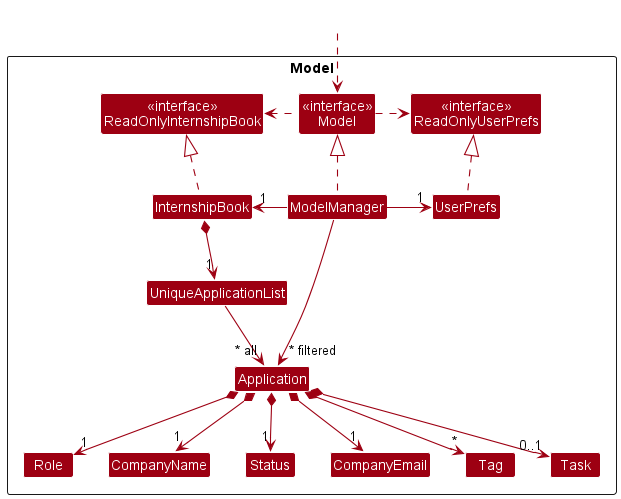 Model
«interface»
ReadOnlyInternshipBook
«interface»
Model
«interface»
ReadOnlyUserPrefs
InternshipBook
1
ModelManager
1
UserPrefs
1
UniqueApplicationList
* all
* filtered
Application
1
1
1
1
*
0..1
Role
CompanyName
Status
CompanyEmail
Tag
Task